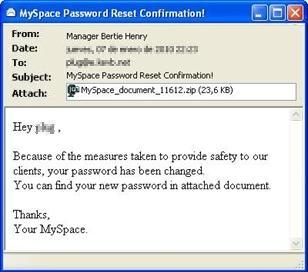 MySpace Password Reset Confirmation!
From: Manager Bertie Henry
Date: jueves, 07 de enero de 2010 22:23
To:
Subject: MySpace Password Reset Confirmation!
Attach: MySpace_document_11612.zip (23,6 KB)
Hey ,
Because of the measures taken to provide safety to our
clients, your password has been changed.
You can find your new password in attached document.
Thanks,
Your MySpace.